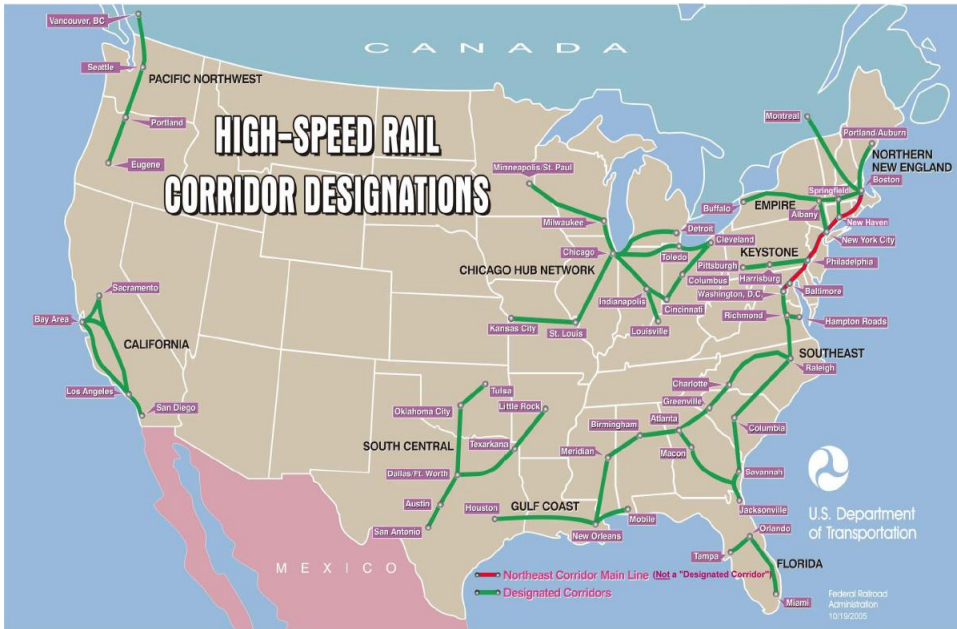 CANADA
Vancouver, BC
Seattle
PACIFIC NORTHWEST
Portland
Eugene
HIGH-SPEED RAIL
CORRIDOR DESIGNATIONS
Montreal
Portland/Auburn
NORTHERN
NEW ENGLAND
Boston
Springfield
Minneapolis/St. Paul
Buffalo
EMPIRE
Albany
New Haven
Milwaukee
Detroit
Cleveland
New York City
Chicago
Toledo
KEYSTONE
CHICAGO HUB NETWORK
Pittsburgh
Philadelphia
Columbus
Harrisburg
Sacramento
Indianapolis
Washington, D.C.
Baltimore
Cincinnati
Bay Area
Richmond
Hampton Roads
Kansas City
St. Louis
Louisville
CALIFORNIA
SOUTHEAST
Raleigh
Los Angeles
Tulsa
Charlotte
San Diego
Oklahoma City
Little Rock
Greenville
Birmingham
Atlanta
Columbia
SOUTH CENTRAL
Texarkana
Meridian
Macon
Dallas/Ft. Worth
Savannah
Austin
Houston
GULF COAST
Mobile
Jacksonville
San Antonio
New Orleans
Orlando
U.S. Department
of Transportation
Tampa
FLORIDA
MEXICO
Northeast Corridor Main Line (Not a "Designated Corridor")
Designated Corridors
Miami
Federal Railroad
Administration
10/19/2005